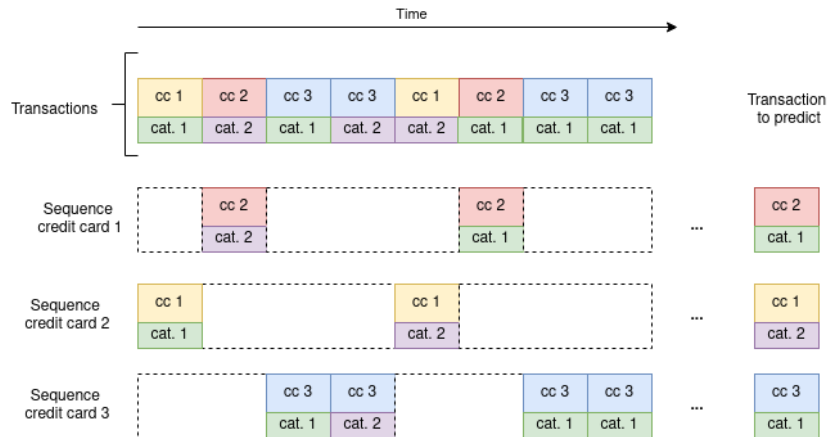 Time
Transactions
cc 1 cc 2 cc 3 cc 3 cc 1 cc 2 cc 3 cc 3
cat. 1 cat. 2 cat. 1 cat. 2 cat. 2 cat. 1 cat. 1 cat. 1
Transaction
to predict
Sequence
credit card 1
cc 2 cc 2 ... cc 2
cat. 2 cat. 1 cat. 1
Sequence
credit card 2
cc 1 cc 1 ... cc 1
cat. 1 cat. 2 cat. 2
Sequence
credit card 3
cc 3 cc 3 cc 3 cc 3 ... cc 3
cat. 1 cat. 2 cat. 1 cat. 1 cat. 1